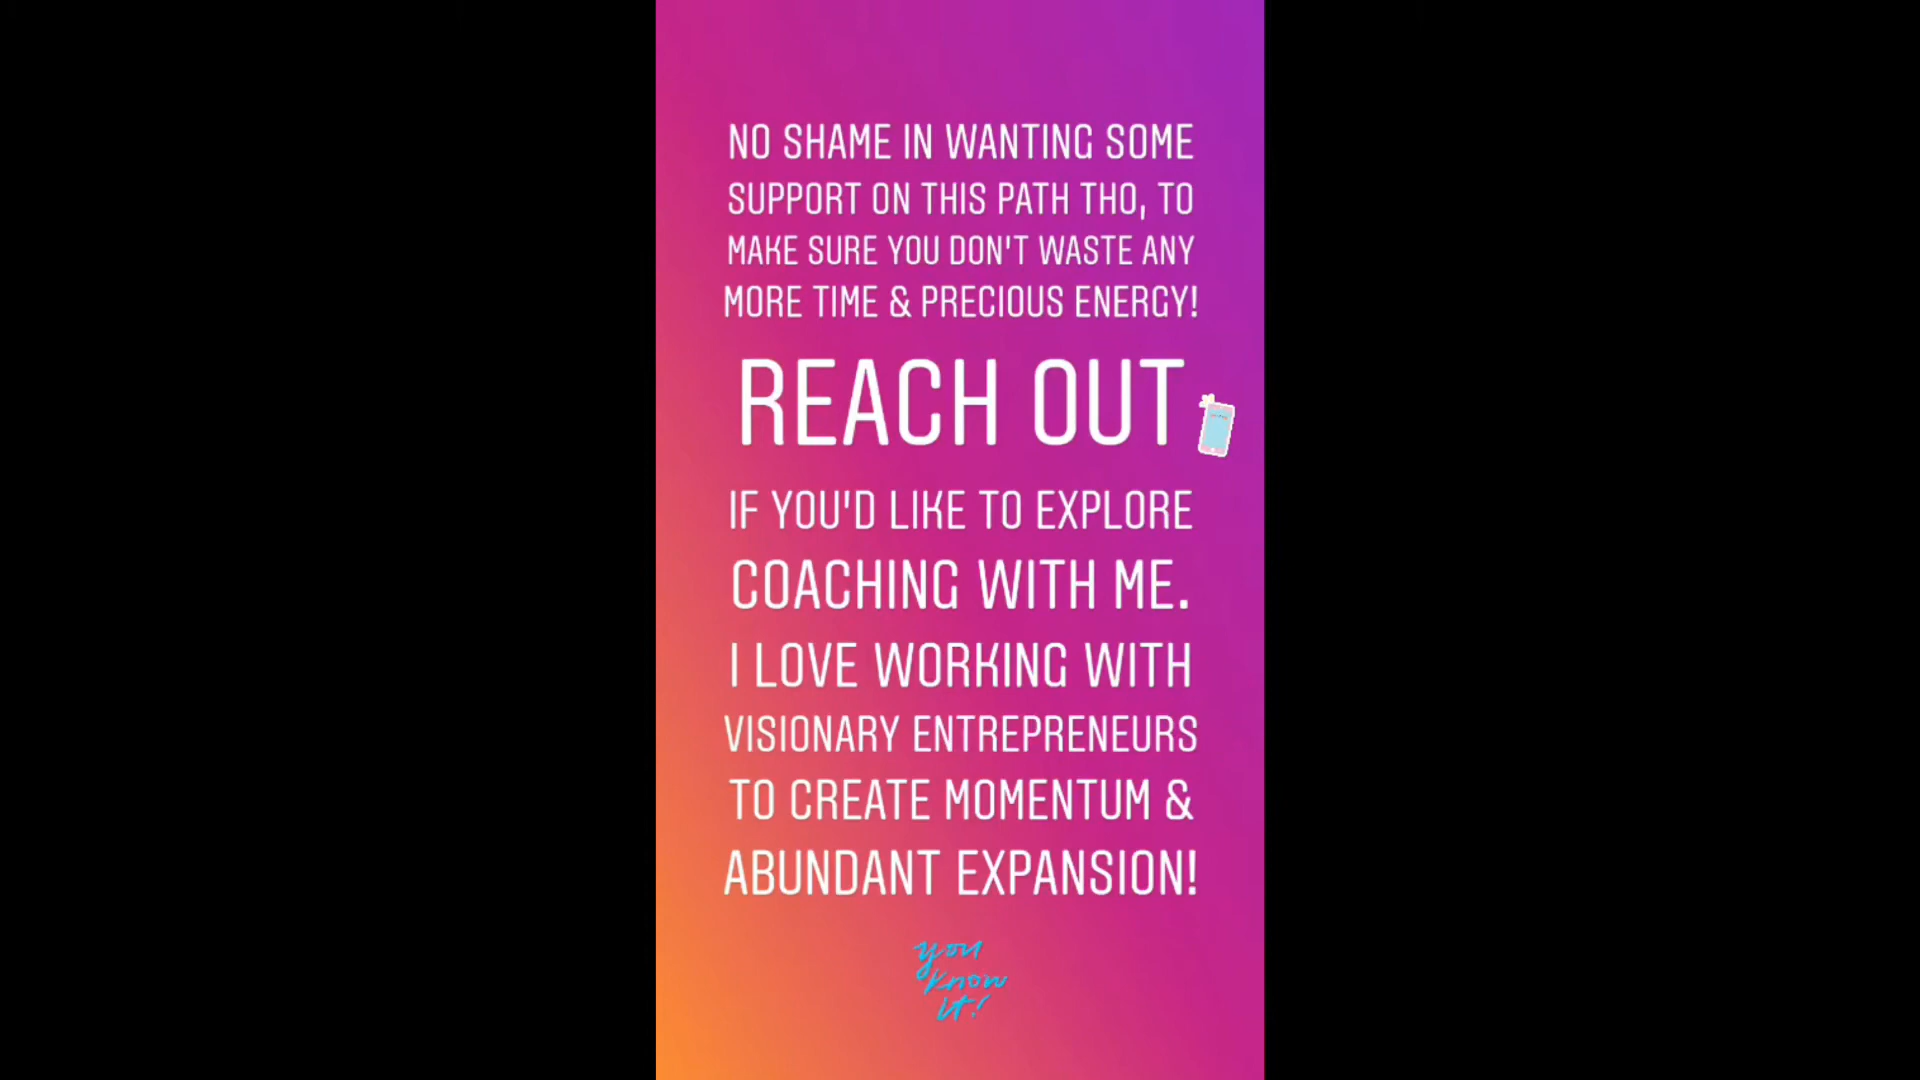 NO SHAME IN WANTING SOME
SUPPORT ON THIS PATH THO, TO
MAKE SURE YOU DON'T WASTE ANY
MORE TIME & PRECIOUS ENERGY!
REACH OUT
IF YOU'D LIKE TO EXPLORE
COACHING WITH ME.
I LOVE WORKING WITH
VISIONARY ENTREPRENEURS
TO CREATE MOMENTUM &
ABUNDANT EXPANSION!
you
know
it!